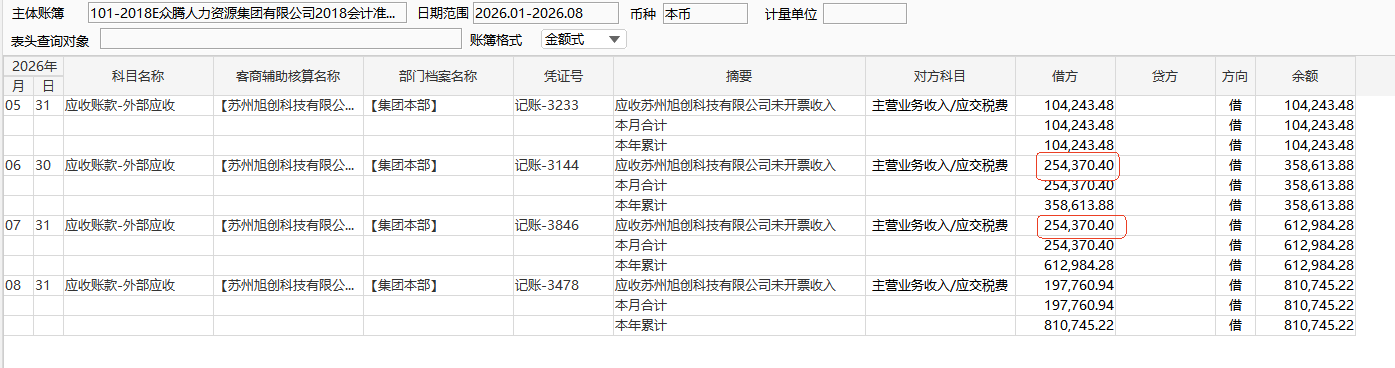 主体账簿 101-2018E众腾人力资源集团有限公司2018会计准... 日期范围 2026.01-2026.08 币种 本币 计量单位
表头查询对象 账簿格式 金额式
2026年 科目名称 客商辅助核算名称 部门档案名称 凭证号 摘要 对方科目 借方 贷方 方向 余额
月 日
05 31 应收账款-外部应收 【苏州旭创科技有限公... 【集团本部】 记账-3233 应收苏州旭创科技有限公司未开票收入 主营业务收入/应交税费 104,243.48 借 104,243.48
本月合计 104,243.48 借 104,243.48
本年累计 104,243.48 借 104,243.48
06 30 应收账款-外部应收 【苏州旭创科技有限公... 【集团本部】 记账-3144 应收苏州旭创科技有限公司未开票收入 主营业务收入/应交税费 254,370.40 借 358,613.88
本月合计 254,370.40 借 358,613.88
本年累计 358,613.88 借 358,613.88
07 31 应收账款-外部应收 【苏州旭创科技有限公... 【集团本部】 记账-3846 应收苏州旭创科技有限公司未开票收入 主营业务收入/应交税费 254,370.40 借 612,984.28
本月合计 254,370.40 借 612,984.28
本年累计 612,984.28 借 612,984.28
08 31 应收账款-外部应收 【苏州旭创科技有限公... 【集团本部】 记账-3478 应收苏州旭创科技有限公司未开票收入 主营业务收入/应交税费 197,760.94 借 810,745.22
本月合计 197,760.94 借 810,745.22
本年累计 810,745.22 借 810,745.22